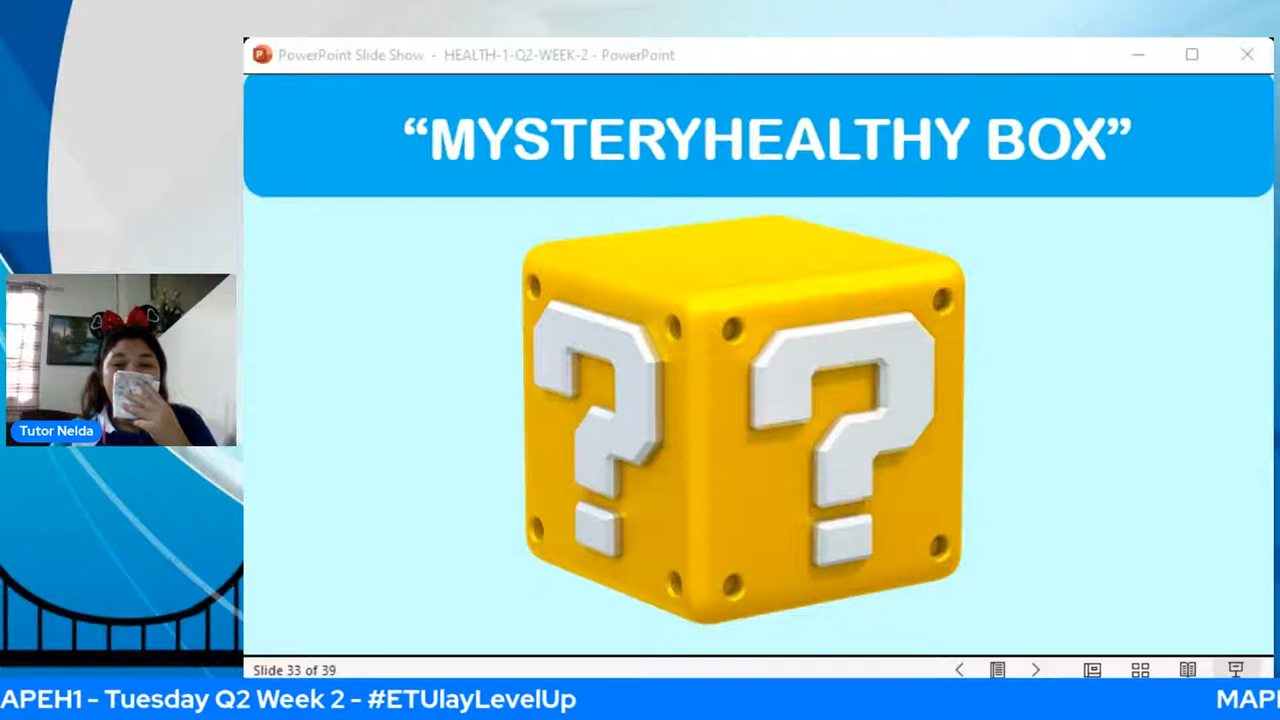 PowerPoint Slide Show - HEALTH-1-Q2-WEEK-2 - PowerPoint
“MYSTERYHEALTHY BOX”
? ?
Tutor Nelda
Slide 33 of 39
APEH1 - Tuesday Q2 Week 2 - #ETUlayLevelUp MAPE